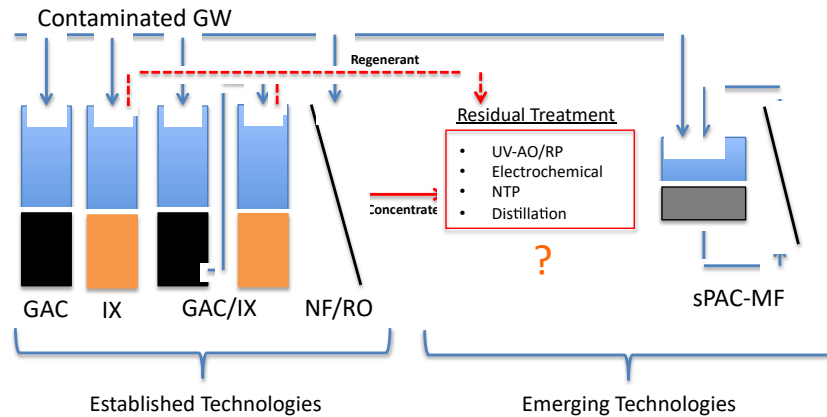 Contaminated GW
Regenerant
Residual Treatment
• UV-AO/RP
• Electrochemical
• NTP
• Distillation
Concentrate
?
GAC
IX
GAC/IX
NF/RO
sPAC-MF
Established Technologies
Emerging Technologies